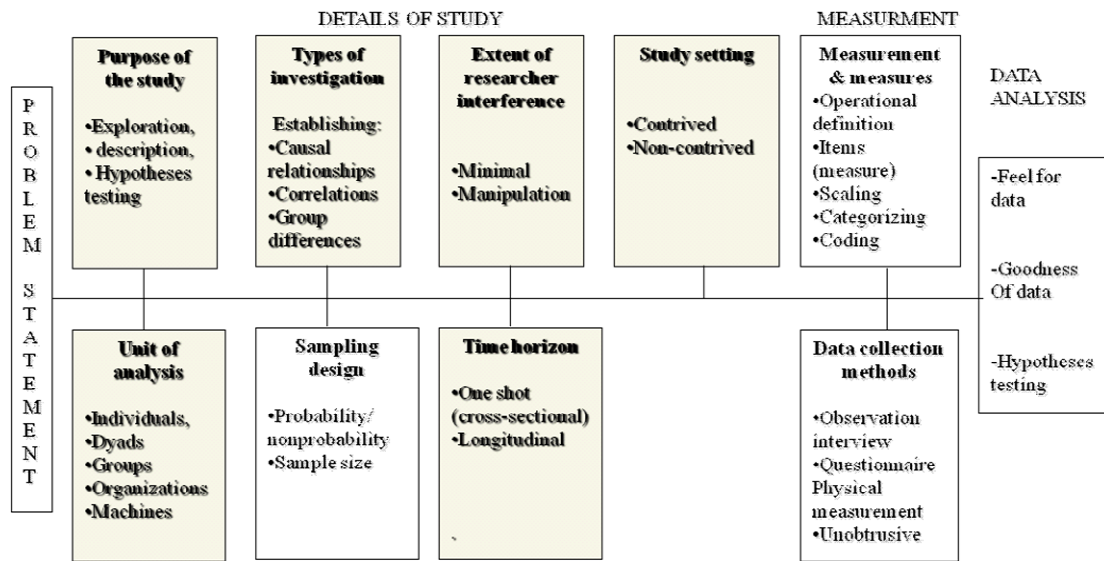 DETAILS OF STUDY
MEASURMENT
PROBLEM STATEMENT
Purpose of
the study
•Exploration,
• description,
• Hypotheses
testing
Types of
investigation
Establishing:
•Causal
relationships
•Correlations
•Group
differences
Extent of
researcher
interference
•Minimal
•Manipulation
Study setting
•Contrived
•Non-contrived
Measurement
& measures
•Operational
definition
•Items
(measure)
•Scaling
•Categorizing
•Coding
DATA
ANALYSIS
-Feel for
data
-Goodness
Of data
-Hypotheses
testing
Unit of
analysis
•Individuals,
•Dyads
•Groups
•Organizations
•Machines
Sampling
design
•Probability/
nonprobability
•Sample size
Time horizon
•One shot
(cross-sectional)
•Longitudinal
Data collection
methods
•Observation
interview
•Questionnaire
Physical
measurement
•Unobtrusive